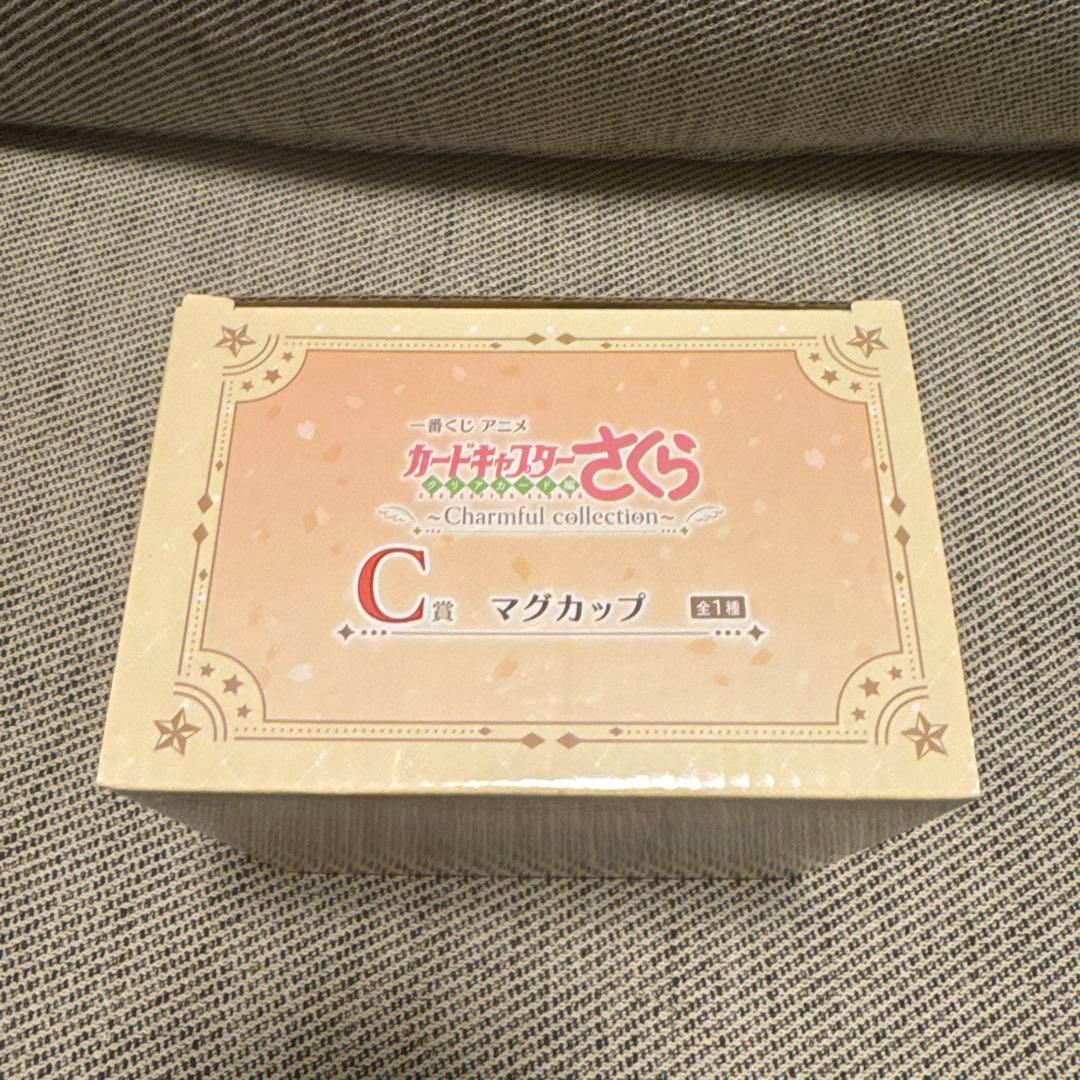 一番くじ アニメ
カードキャプターさくら
クリアカード編
~Charmful collection~
C賞 マグカップ 全1種